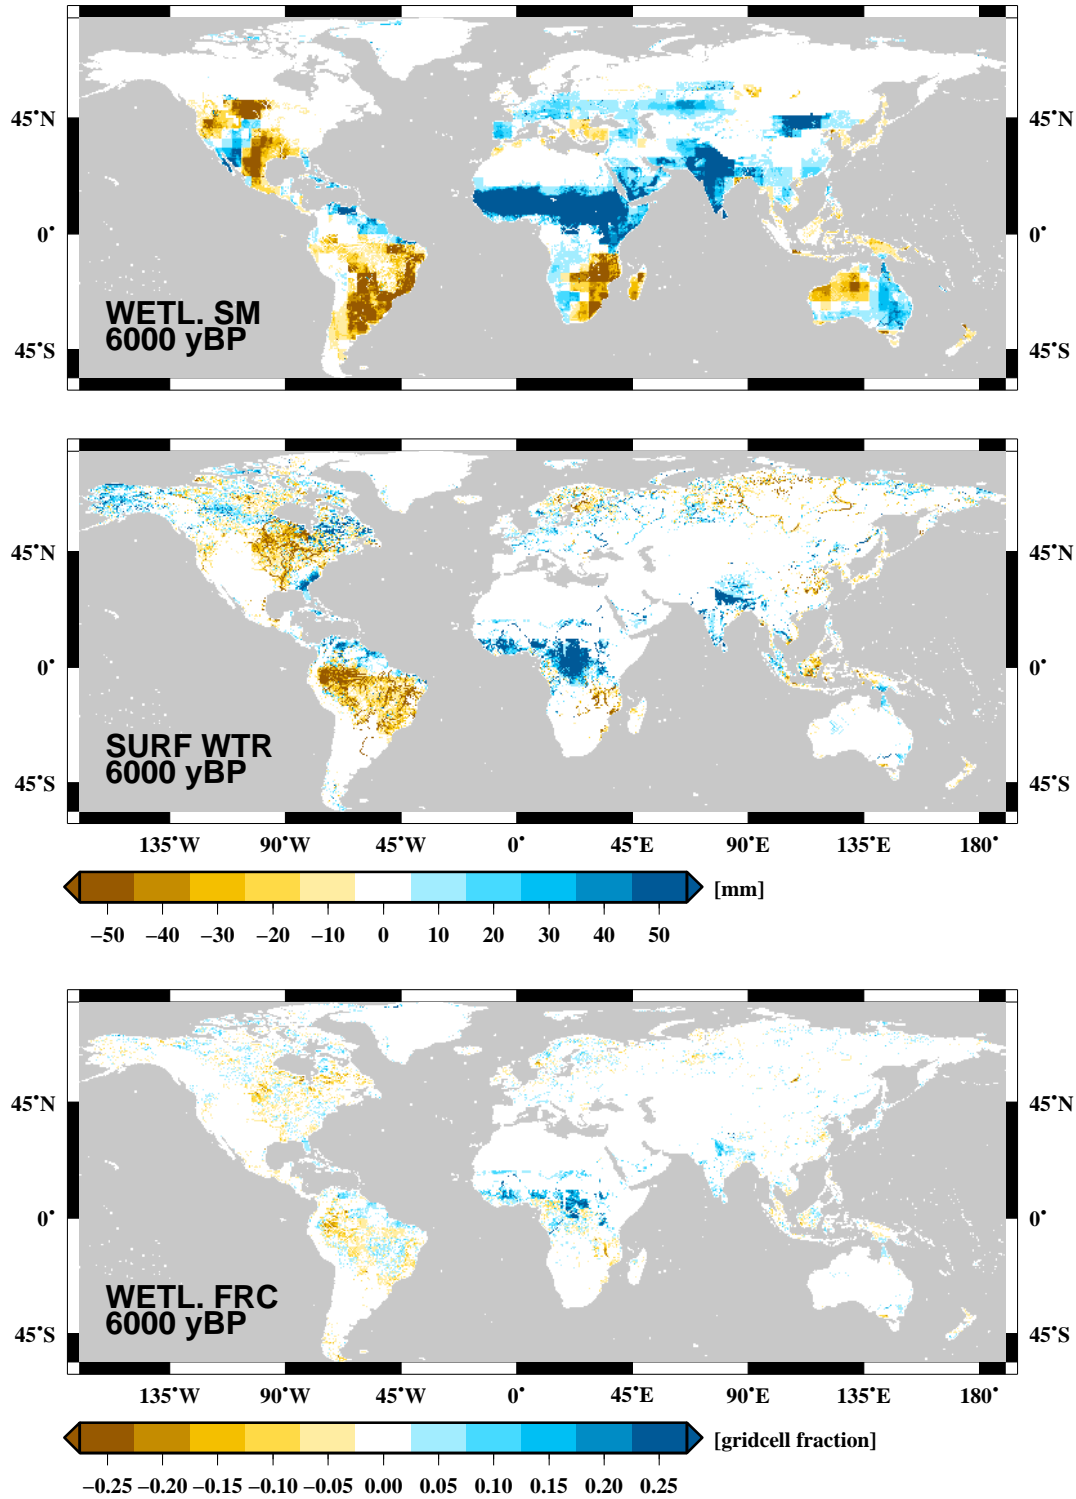 45°N
45°N
0°
0°
WETL. SM
6000 yBP
45°S
45°S
45°N
45°N
0°
0°
SURF WTR
6000 yBP
45°S
45°S
135°W 90°W 45°W 0° 45°E 90°E 135°E 180°
[mm]
−50 −40 −30 −20 −10 0 10 20 30 40 50
45°N
45°N
0°
0°
WETL. FRC
6000 yBP
45°S
45°S
135°W 90°W 45°W 0° 45°E 90°E 135°E 180°
[gridcell fraction]
−0.25 −0.20 −0.15 −0.10 −0.05 0.00 0.05 0.10 0.15 0.20 0.25